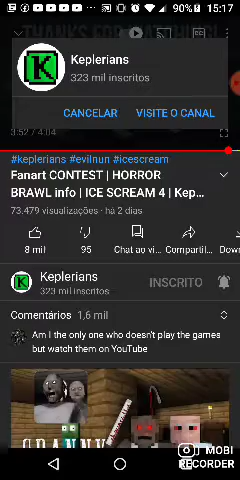 90% 15:17
Keplerians
323 mil inscritos
CANCELAR VISITE O CANAL
3:52 / 4:04
#keplerians #evilnun #icescream
Fanart CONTEST | HORROR
BRAWL info | ICE SCREAM 4 | Kep...
73.479 visualizações · há 2 dias
8 mil 95 Chat ao vi... Compartil... Dow
Keplerians
323 mil inscritos
INSCRITO
Comentários 1,6 mil
Am I the only one who doesn't play the games
but watch them on YouTube
GRANNY
MOBI
RECORDER